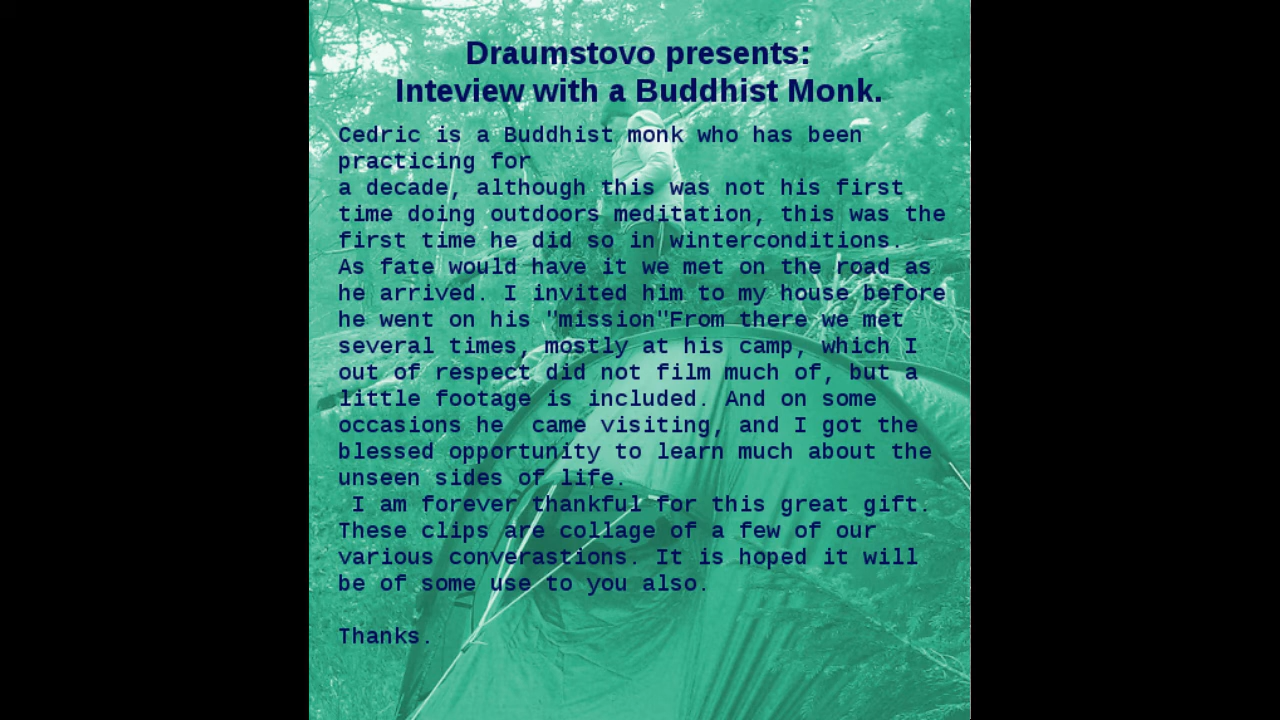 Draumstovo presents:
Inteview with a Buddhist Monk.
Cedric is a Buddhist monk who has been
practicing for
a decade, although this was not his first
time doing outdoors meditation, this was the
first time he did so in winterconditions.
As fate would have it we met on the road as
he arrived. I invited him to my house before
he went on his "mission"From there we met
several times, mostly at his camp, which I
out of respect did not film much of, but a
little footage is included. And on some
occasions he  came visiting, and I got the
blessed opportunity to learn much about the
unseen sides of life.
 I am forever thankful for this great gift.
These clips are collage of a few of our
various converastions. It is hoped it will
be of some use to you also.
Thanks.